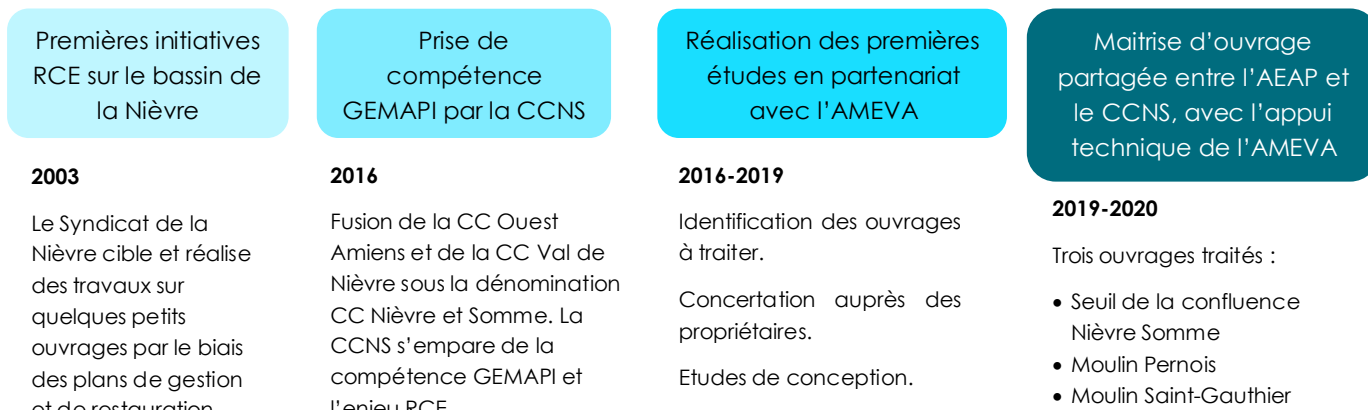 Premières initiatives
RCE sur le bassin de
la Nièvre
2003
Le Syndicat de la
Nièvre cible et réalise
des travaux sur
quelques petits
ouvrages par le biais
des plans de gestion
et de restauration
Prise de
compétence
GEMAPI par la CCNS
2016
Fusion de la CC Ouest
Amiens et de la CC Val de
Nièvre sous la dénomination
CC Nièvre et Somme. La
CCNS s’empare de la
compétence GEMAPI et
l’enjeu RCE
Réalisation des premières
études en partenariat
avec l’AMEVA
2016-2019
Identification des ouvrages
à traiter.
Concertation auprès des
propriétaires.
Etudes de conception.
Maitrise d’ouvrage
partagée entre l’AEAP et
le CCNS, avec l’appui
technique de l’AMEVA
2019-2020
Trois ouvrages traités :
• Seuil de la confluence
Nièvre Somme
• Moulin Pernois
• Moulin Saint-Gauthier